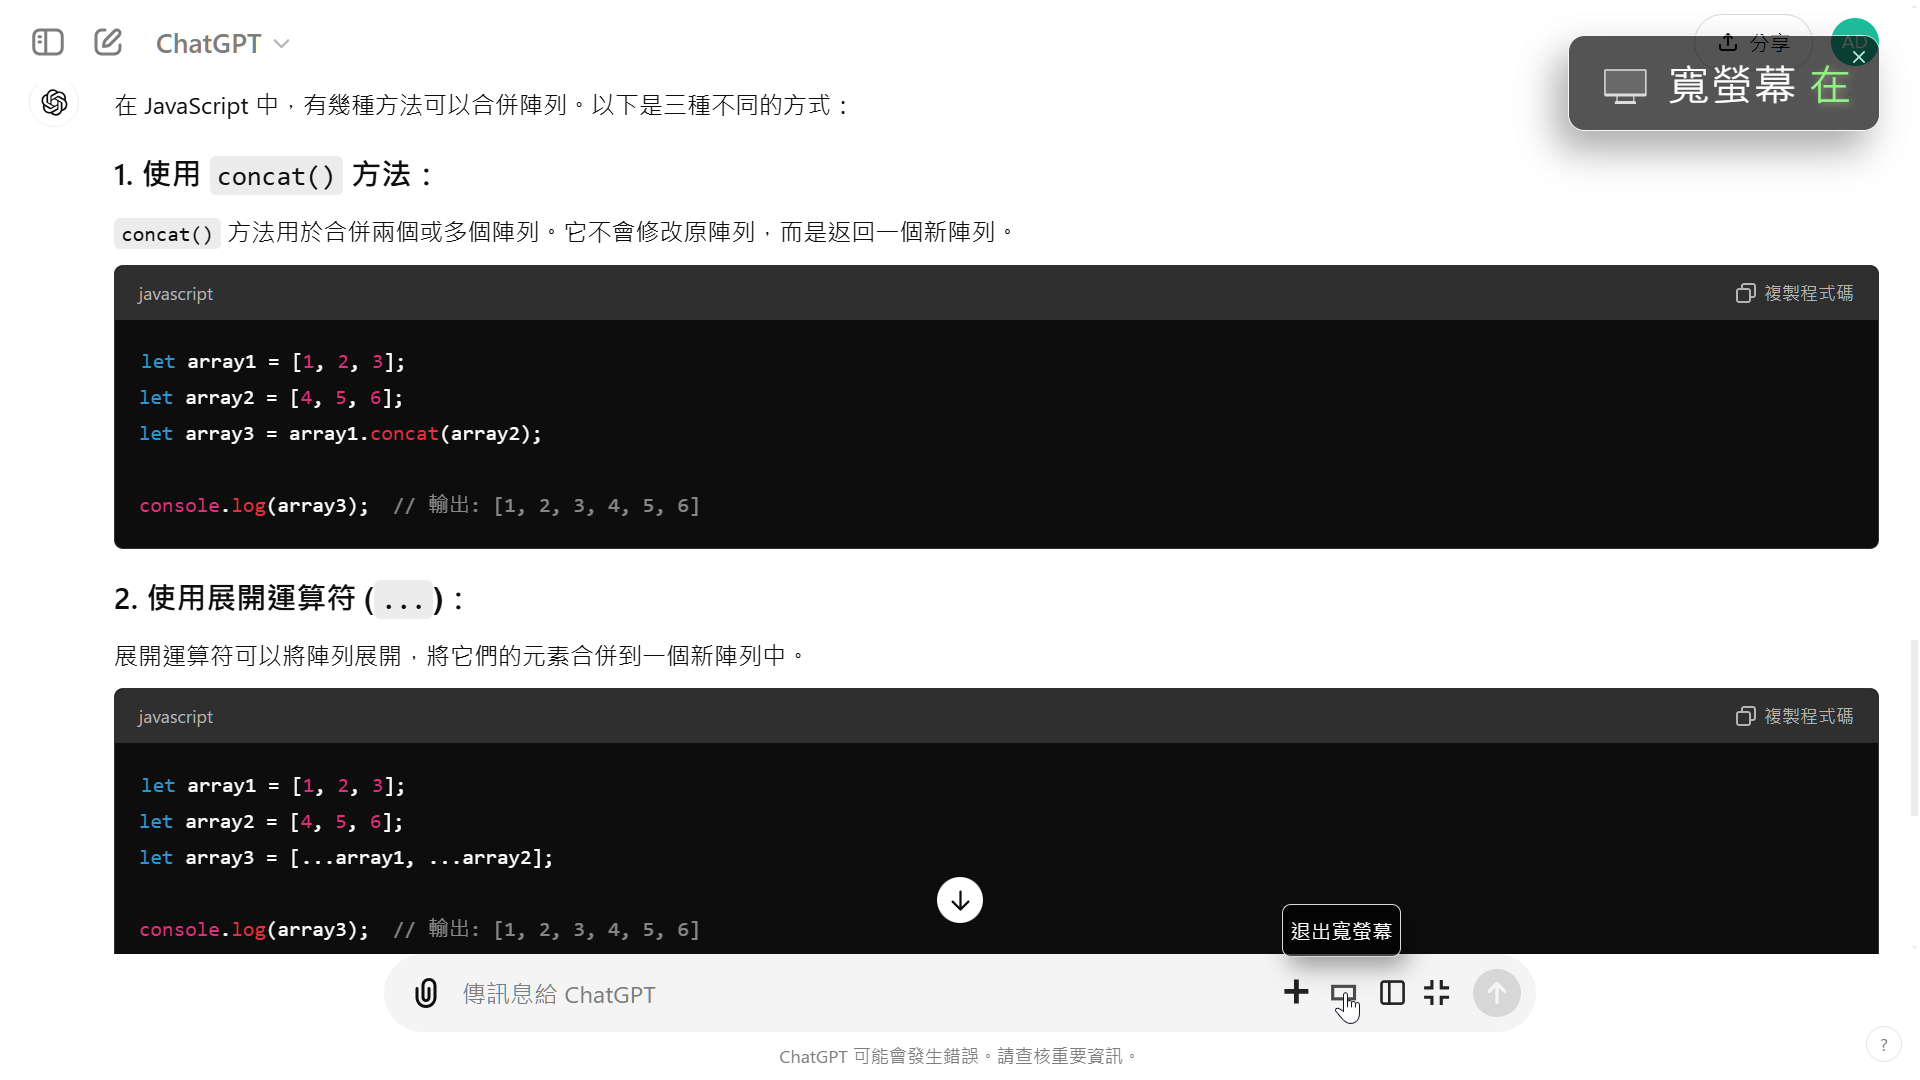 ChatGPT
分享
AD
寬螢幕 在
在 JavaScript 中，有幾種方法可以合併陣列。以下是三種不同的方式：
1. 使用 concat() 方法：
concat() 方法用於合併兩個或多個陣列。它不會修改原陣列，而是返回一個新陣列。
javascript
複製程式碼
let array1 = [1, 2, 3];
let array2 = [4, 5, 6];
let array3 = array1.concat(array2);
console.log(array3);  // 輸出: [1, 2, 3, 4, 5, 6]
2. 使用展開運算符 (...)：
展開運算符可以將陣列展開，將它們的元素合併到一個新陣列中。
javascript
複製程式碼
let array1 = [1, 2, 3];
let array2 = [4, 5, 6];
let array3 = [...array1, ...array2];
console.log(array3);  // 輸出: [1, 2, 3, 4, 5, 6]
退出寬螢幕
傳訊息給 ChatGPT
ChatGPT 可能會發生錯誤。請查核重要資訊。
?